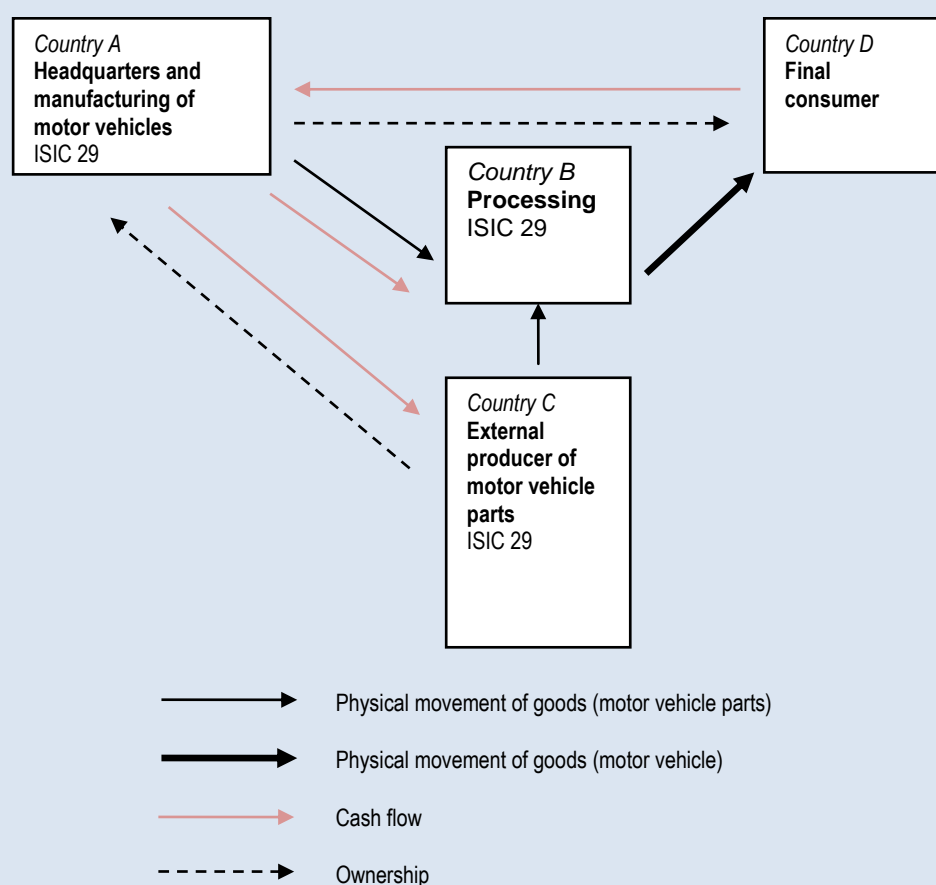 Country A
Headquarters and
manufacturing of
motor vehicles
ISIC 29
Country D
Final
consumer
Country B
Processing
ISIC 29
Country C
External
producer of
motor vehicle
parts
ISIC 29
Physical movement of goods (motor vehicle parts)
Physical movement of goods (motor vehicle)
Cash flow
Ownership